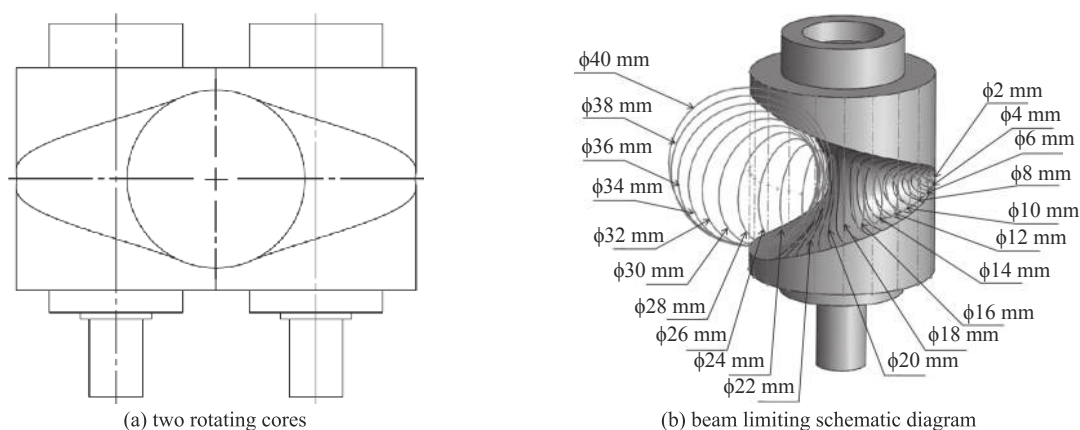 ϕ40 mm
ϕ38 mm
ϕ36 mm
ϕ34 mm
ϕ32 mm
ϕ30 mm
ϕ28 mm
ϕ26 mm
ϕ24 mm
ϕ22 mm
ϕ2 mm
ϕ4 mm
ϕ6 mm
ϕ8 mm
ϕ10 mm
ϕ12 mm
ϕ14 mm
ϕ16 mm
ϕ18 mm
ϕ20 mm
(a) two rotating cores
(b) beam limiting schematic diagram